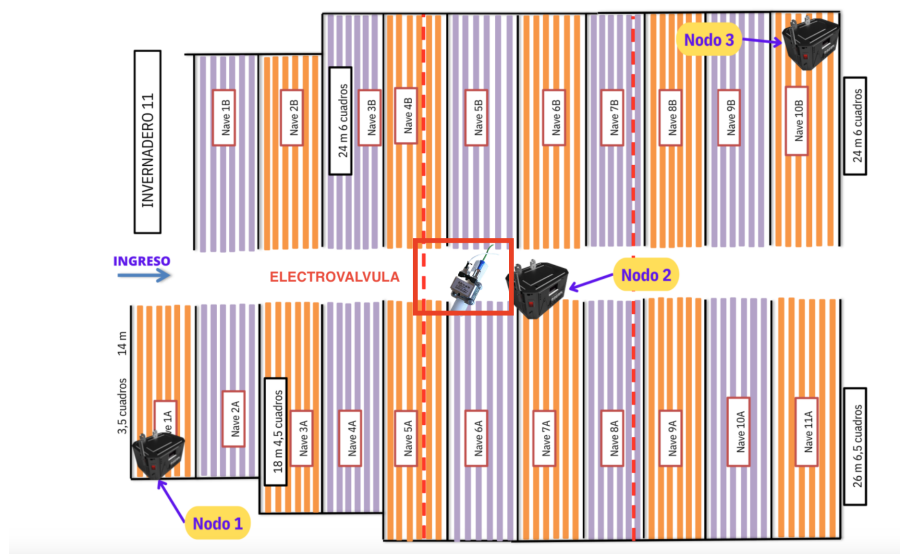 INVERNADERO 11
Nave 1B
Nave 2B
24 m 6 cuadros
Nave 3B
Nave 4B
Nave 5B
Nave 6B
Nave 7B
Nave 8B
Nave 9B
Nave 10B
Nodo 3
24 m 6 cuadros
INGRESO
ELECTROVALVULA
Nodo 2
14 m
3,5 cuadros
1A
Nave 2A
18 m 4,5 cuadros
Nave 3A
Nave 4A
Nave 5A
Nave 6A
Nave 7A
Nave 8A
Nave 9A
Nave 10A
Nave 11A
26 m 6,5 cuadros
Nodo 1